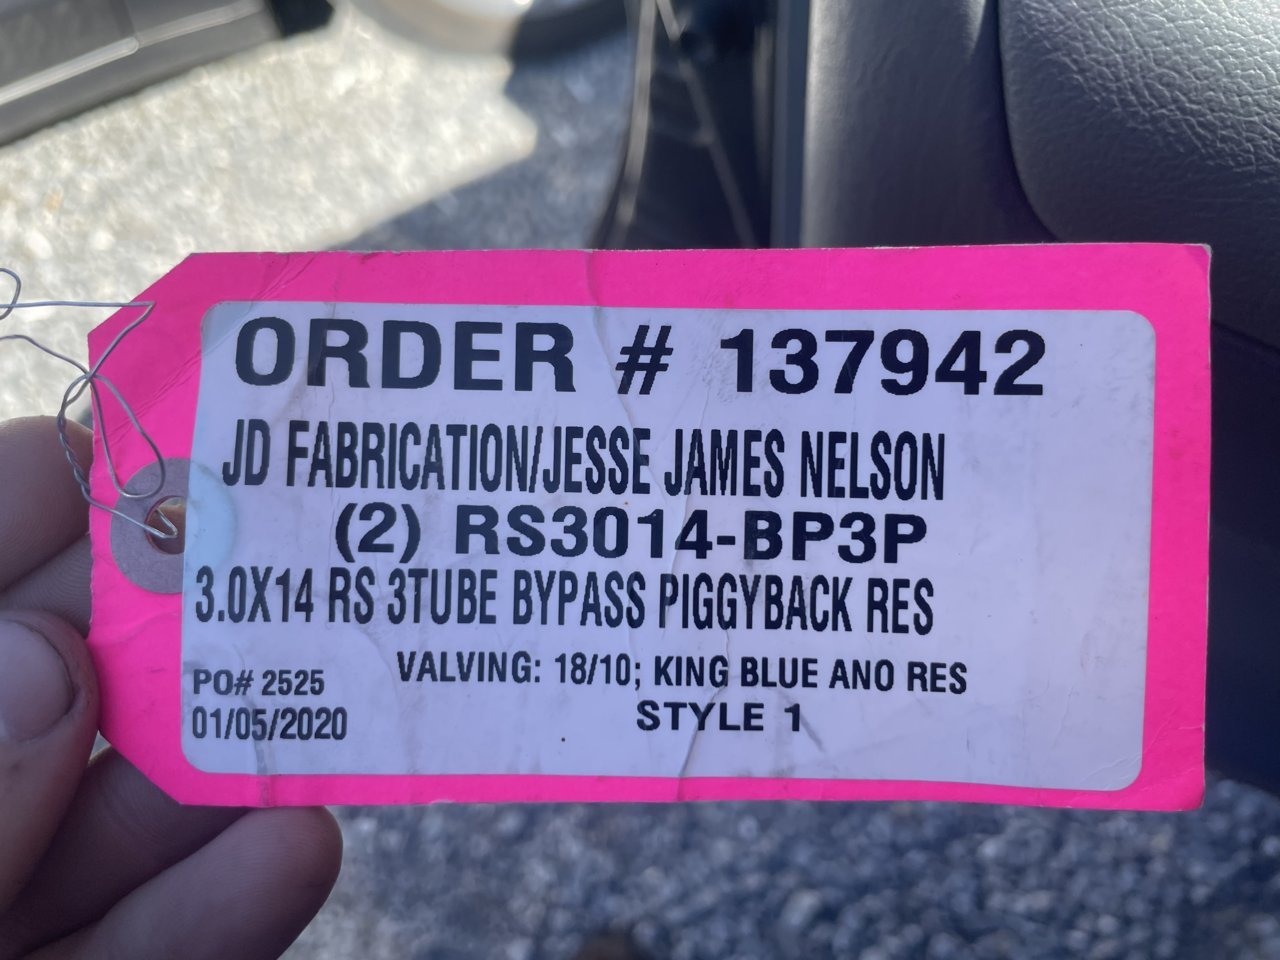 ORDER # 137942
JD FABRICATION/JESSE JAMES NELSON
(2) RS3014-BP3P
3.0X14 RS 3TUBE BYPASS PIGGYBACK RES
VALVING: 18/10; KING BLUE ANO RES
PO# 2525
STYLE 1
01/05/2020